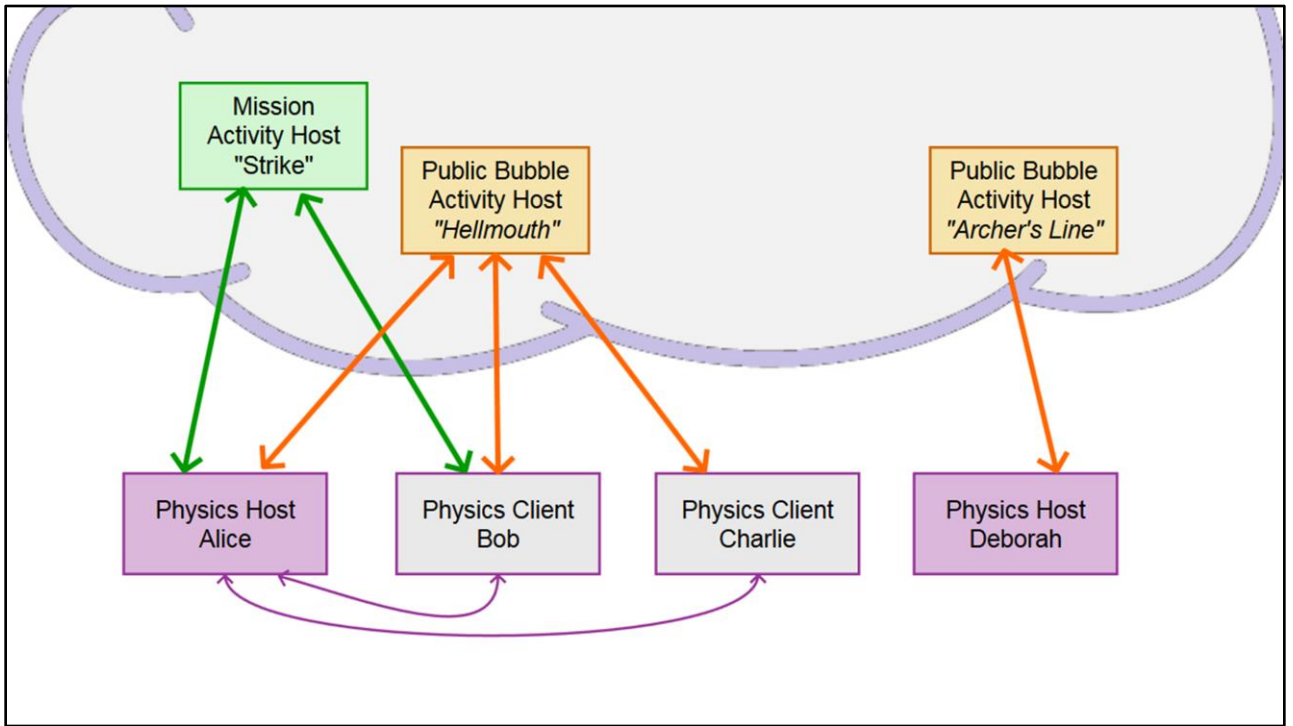 Mission
Activity Host
"Strike"
Public Bubble
Activity Host
"Hellmouth"
Public Bubble
Activity Host
"Archer's Line"
Physics Host
Alice
Physics Client
Bob
Physics Client
Charlie
Physics Host
Deborah